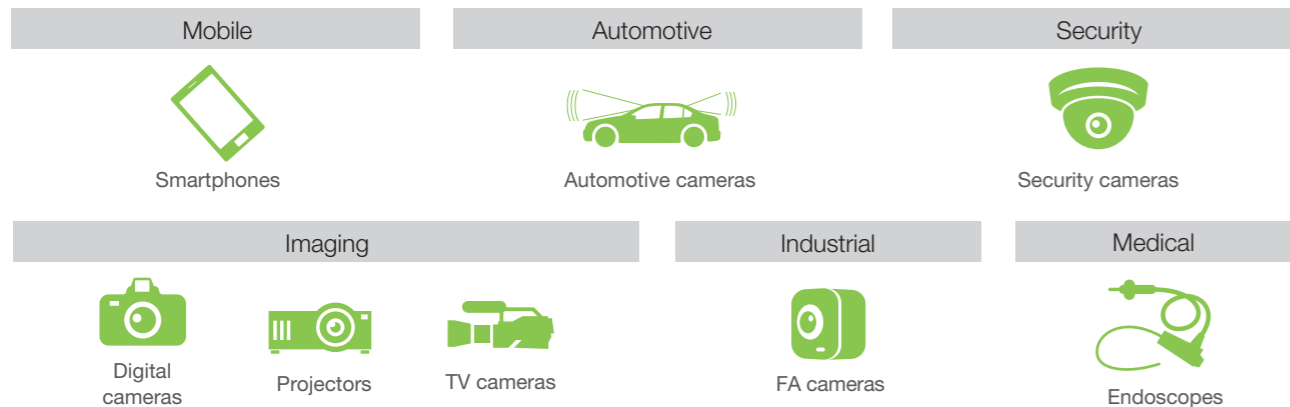 Mobile
Automotive
Security
Smartphones
Automotive cameras
Security cameras
Imaging
Industrial
Medical
Digital
cameras
Projectors
TV cameras
FA cameras
Endoscopes